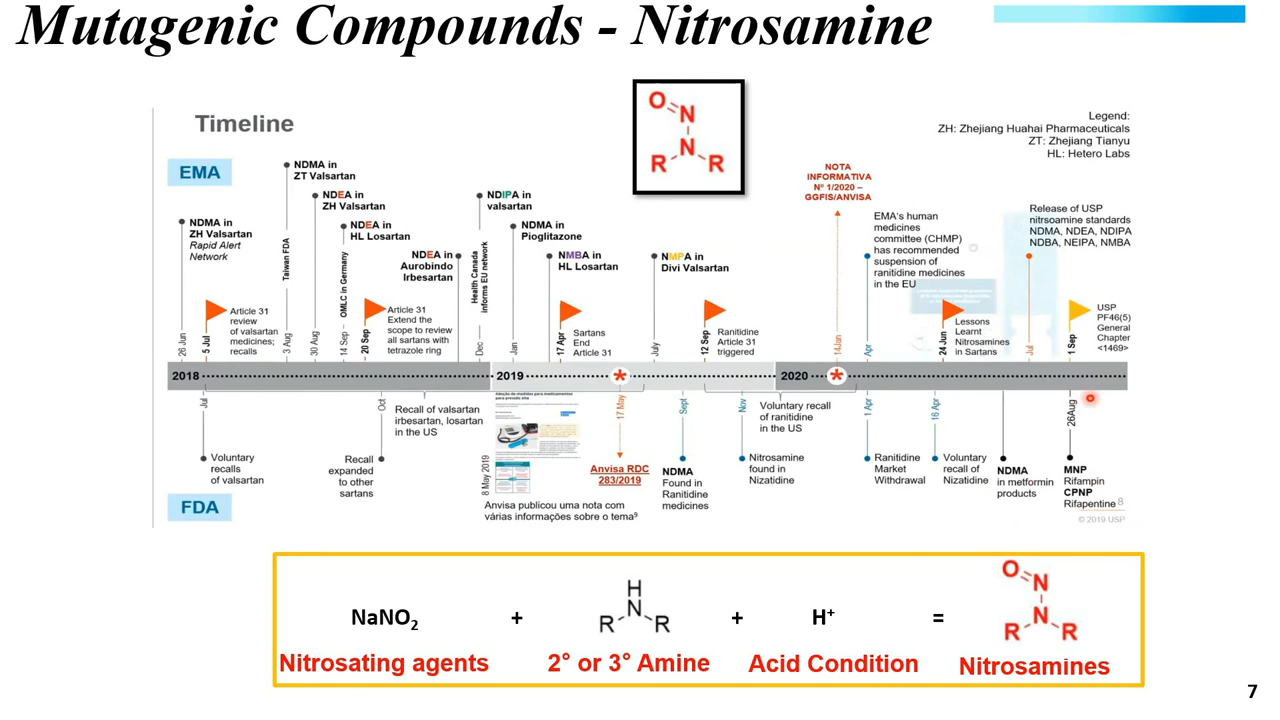 Mutagenic Compounds - Nitrosamine
O
N
N
R
R
Timeline
Legend:
ZH: Zhejiang Huahai Pharmaceuticals
ZT: Zhejiang Tianyu
HL: Hetero Labs
EMA
NDMA in
ZH Valsartan
Rapid Alert
Network
26 Jun
5 Jul
Article 31
review
of valsartan
medicines;
recalls
NDMA in
ZT Valsartan
Taiwan FDA
3 Aug
NDEA in
ZH Valsartan
30 Aug
NDEA in
HL Losartan
OMLC in Germany
14 Sep
20 Sep
Article 31
Extend the
scope to review
all sartans with
tetrazole ring
NDEA in
Aurobindo
Irbesartan
NDIPA in
valsartan
Health Canada
informs EU network
Dec
NDMA in
Pioglitazone
Jan
NMBA in
HL Losartan
17 Apr
Sartans
End
Article 31
NMPA in
Divi Valsartan
July
12 Sep
Ranitidine
Article 31
triggered
NOTA
INFORMATIVA
Nº 1/2020 –
GGFIS/ANVISA
14Jan
EMA's human
medicines
committee (CHMP)
has recommended
suspension of
ranitidine medicines
in the EU
Apr
24 Jun
Lessons
Learnt
Nitrosamines
in Sartans
Release of USP
nitrsoamine standards
NDMA, NDEA, NDIPA
NDBA, NEIPA, NMBA
Jul
1 Sep
USP
PF46(5)
General
Chapter
<1469>
2018
2019
*
2020
*
Jul
Voluntary
recalls
of valsartan
Oct
Recall
expanded
to other
sartans
Recall of valsartan
irbesartan, losartan
in the US
Adoção de medidas para medicamentos
para pressão alta
8 May 2019
Anvisa publicou uma nota com
várias informações sobre o tema⁹
17 May
Anvisa RDC
283/2019
Sept
NDMA
Found in
Ranitidine
medicines
Nov
Nitrosamine
found in
Nizatidine
Voluntary recall
of ranitidine
in the US
1 Apr
Ranitidine
Market
Withdrawal
16 Apr
Voluntary
recall of
Nizatidine
NDMA
in metformin
products
26Aug
MNP
Rifampin
CPNP
Rifapentine
8
© 2019 USP
FDA
NaNO₂ + R N H R + H⁺ = O N N R R
Nitrosating agents 2° or 3° Amine Acid Condition Nitrosamines
7